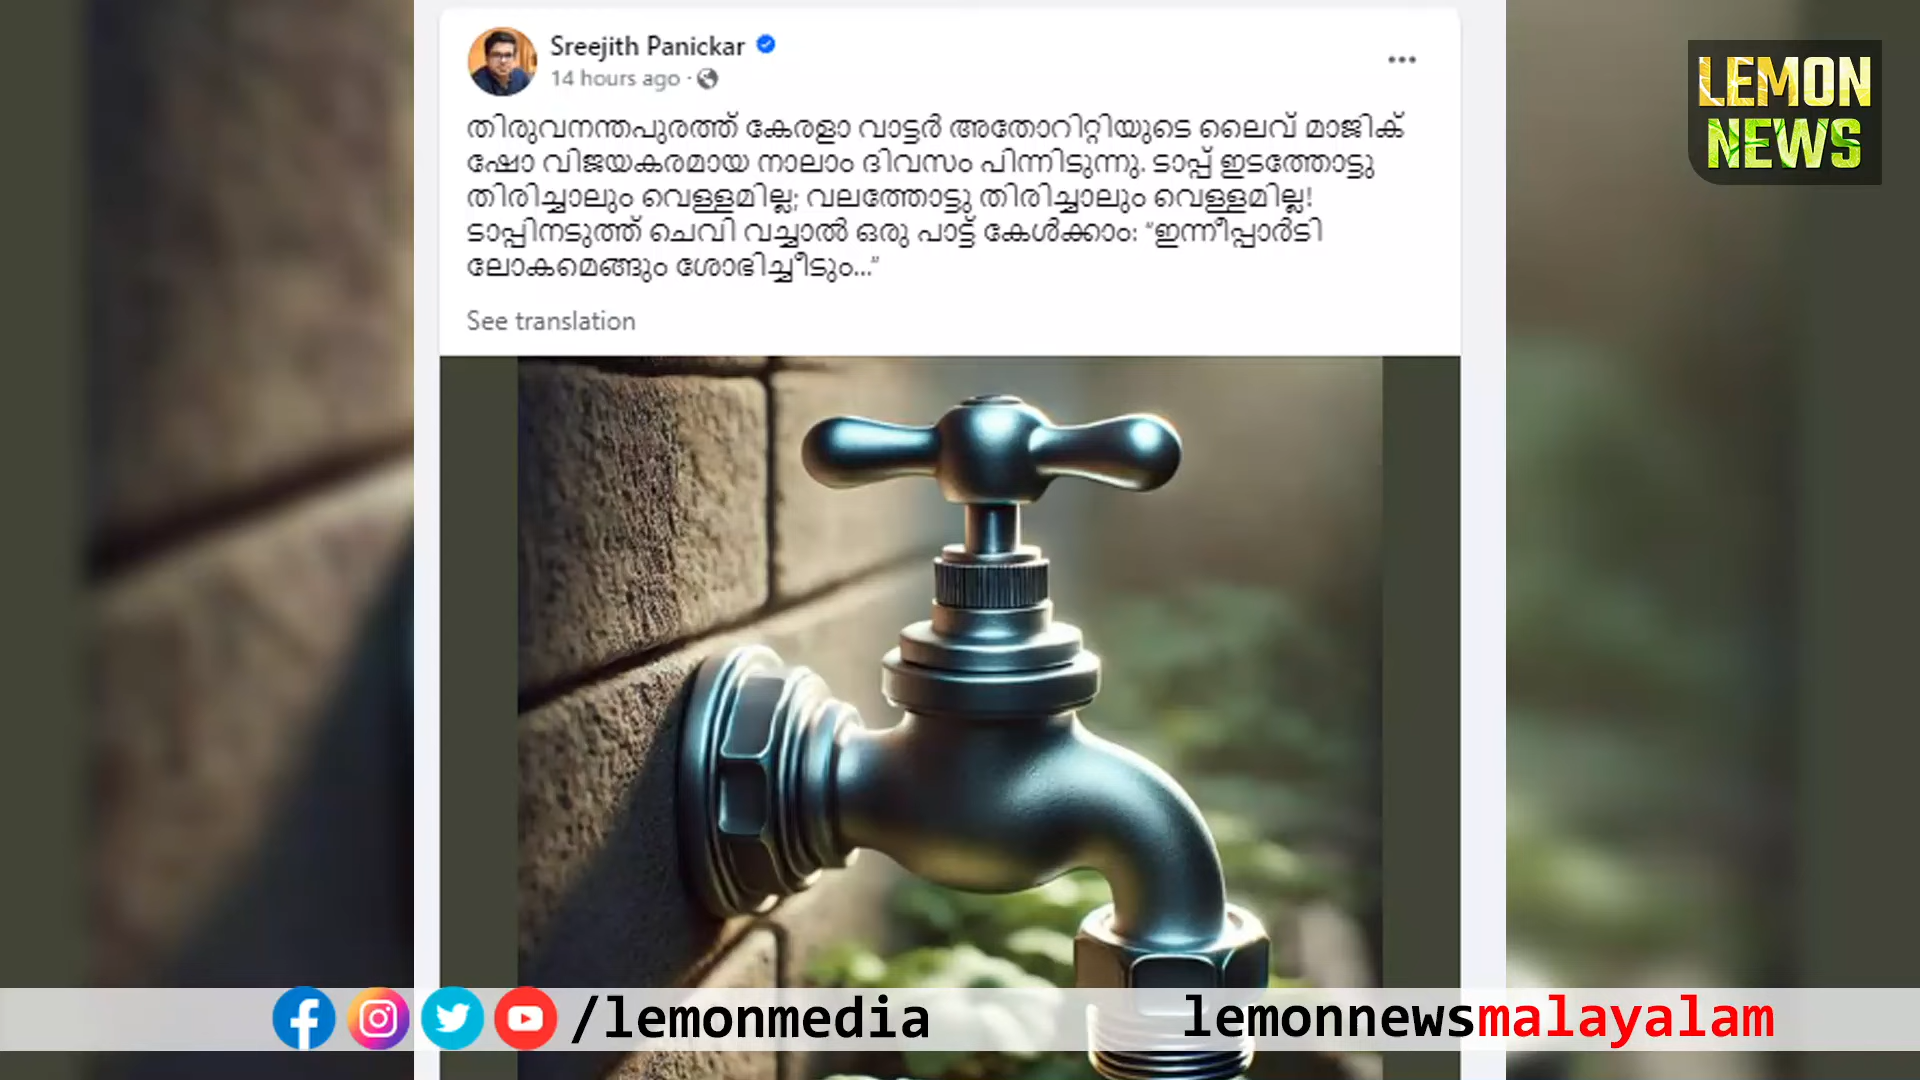 Sreejith Panickar
14 hours ago ·
തിരുവനന്തപുരത്ത് കേരളാ വാട്ടർ അതോറിറ്റിയുടെ ലൈവ് മാജിക്
ഷോ വിജയകരമായ നാലാം ദിവസം പിന്നിടുന്നു. ടാപ്പ് ഇടത്തോട്ടു
തിരിച്ചാലും വെള്ളമില്ല; വലത്തോട്ടു തിരിച്ചാലും വെള്ളമില്ല!
ടാപ്പിനടുത്ത് ചെവി വച്ചാൽ ഒരു പാട്ട് കേൾക്കാം: “ഇന്നീപ്പാർടി
ലോകമെങ്ങും ശോഭിച്ചീടും...”
See translation
LEMON
NEWS
/lemonmedia
lemonnewsmalayalam